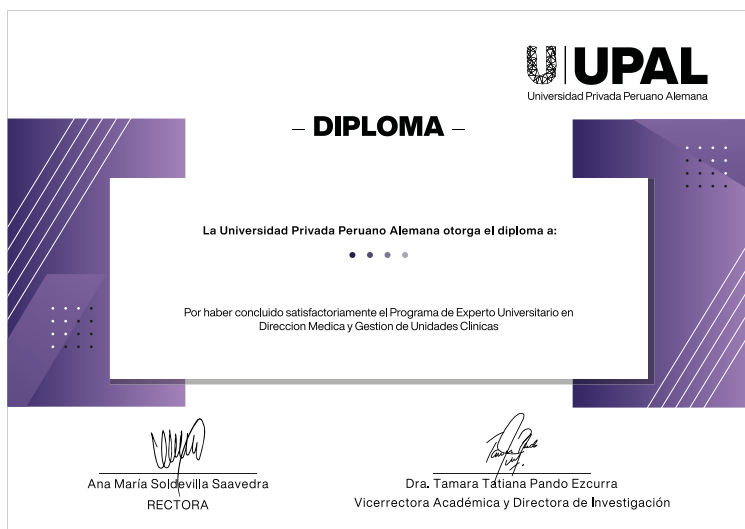 UPAL
Universidad Privada Peruano Alemana
– DIPLOMA –
La Universidad Privada Peruano Alemana otorga el diploma a:
Por haber concluido satisfactoriamente el Programa de Experto Universitario en
Direccion Medica y Gestion de Unidades Clinicas
Ana María Soldevilla Saavedra
RECTORA
Dra. Tamara Tatiana Pando Ezcurra
Vicerrectora Académica y Directora de Investigación